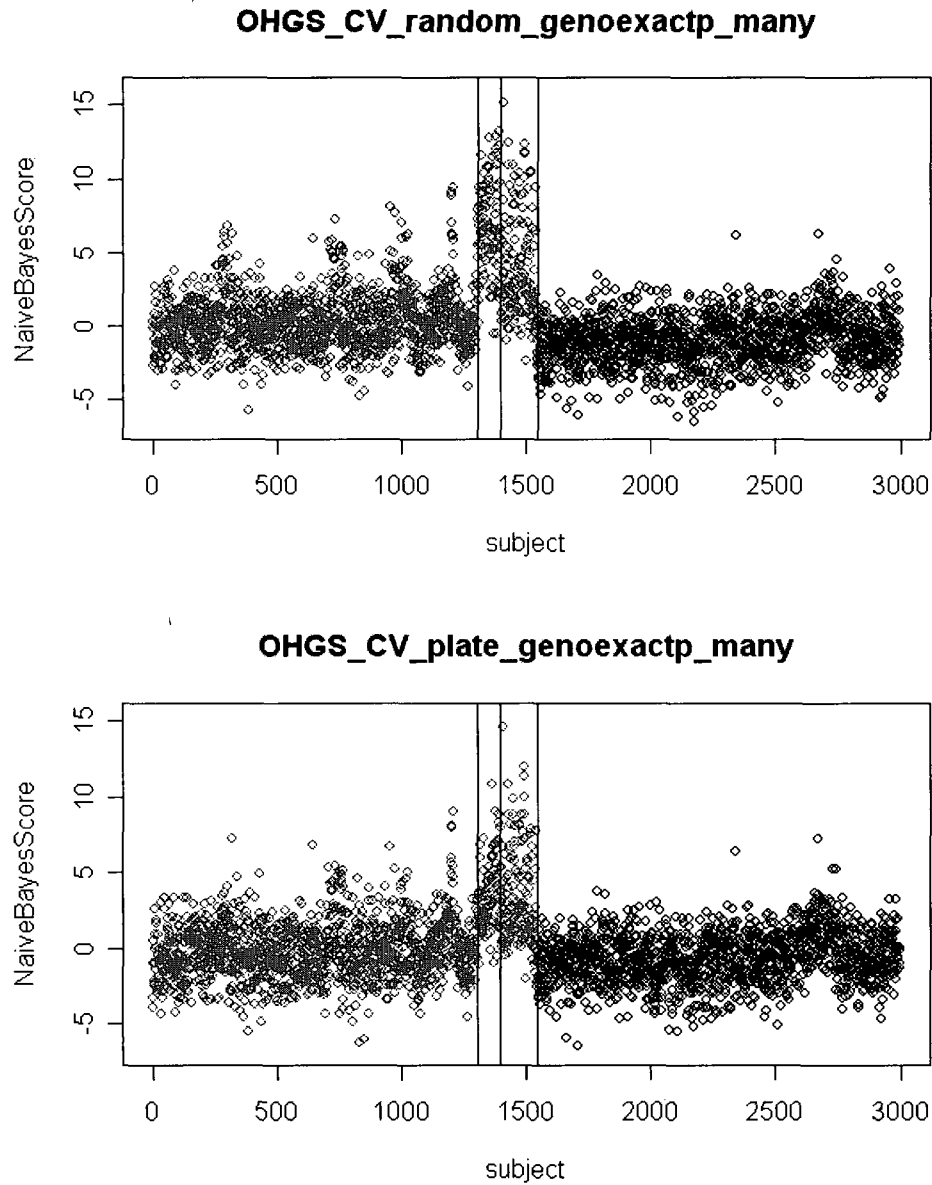 OHGS_CV_random_genoexactp_many
NaiveBayesScore
15
10
5
0
-5
0 500 1000 1500 2000 2500 3000
subject
OHGS_CV_plate_genoexactp_many
NaiveBayesScore
15
10
5
0
-5
0 500 1000 1500 2000 2500 3000
subject